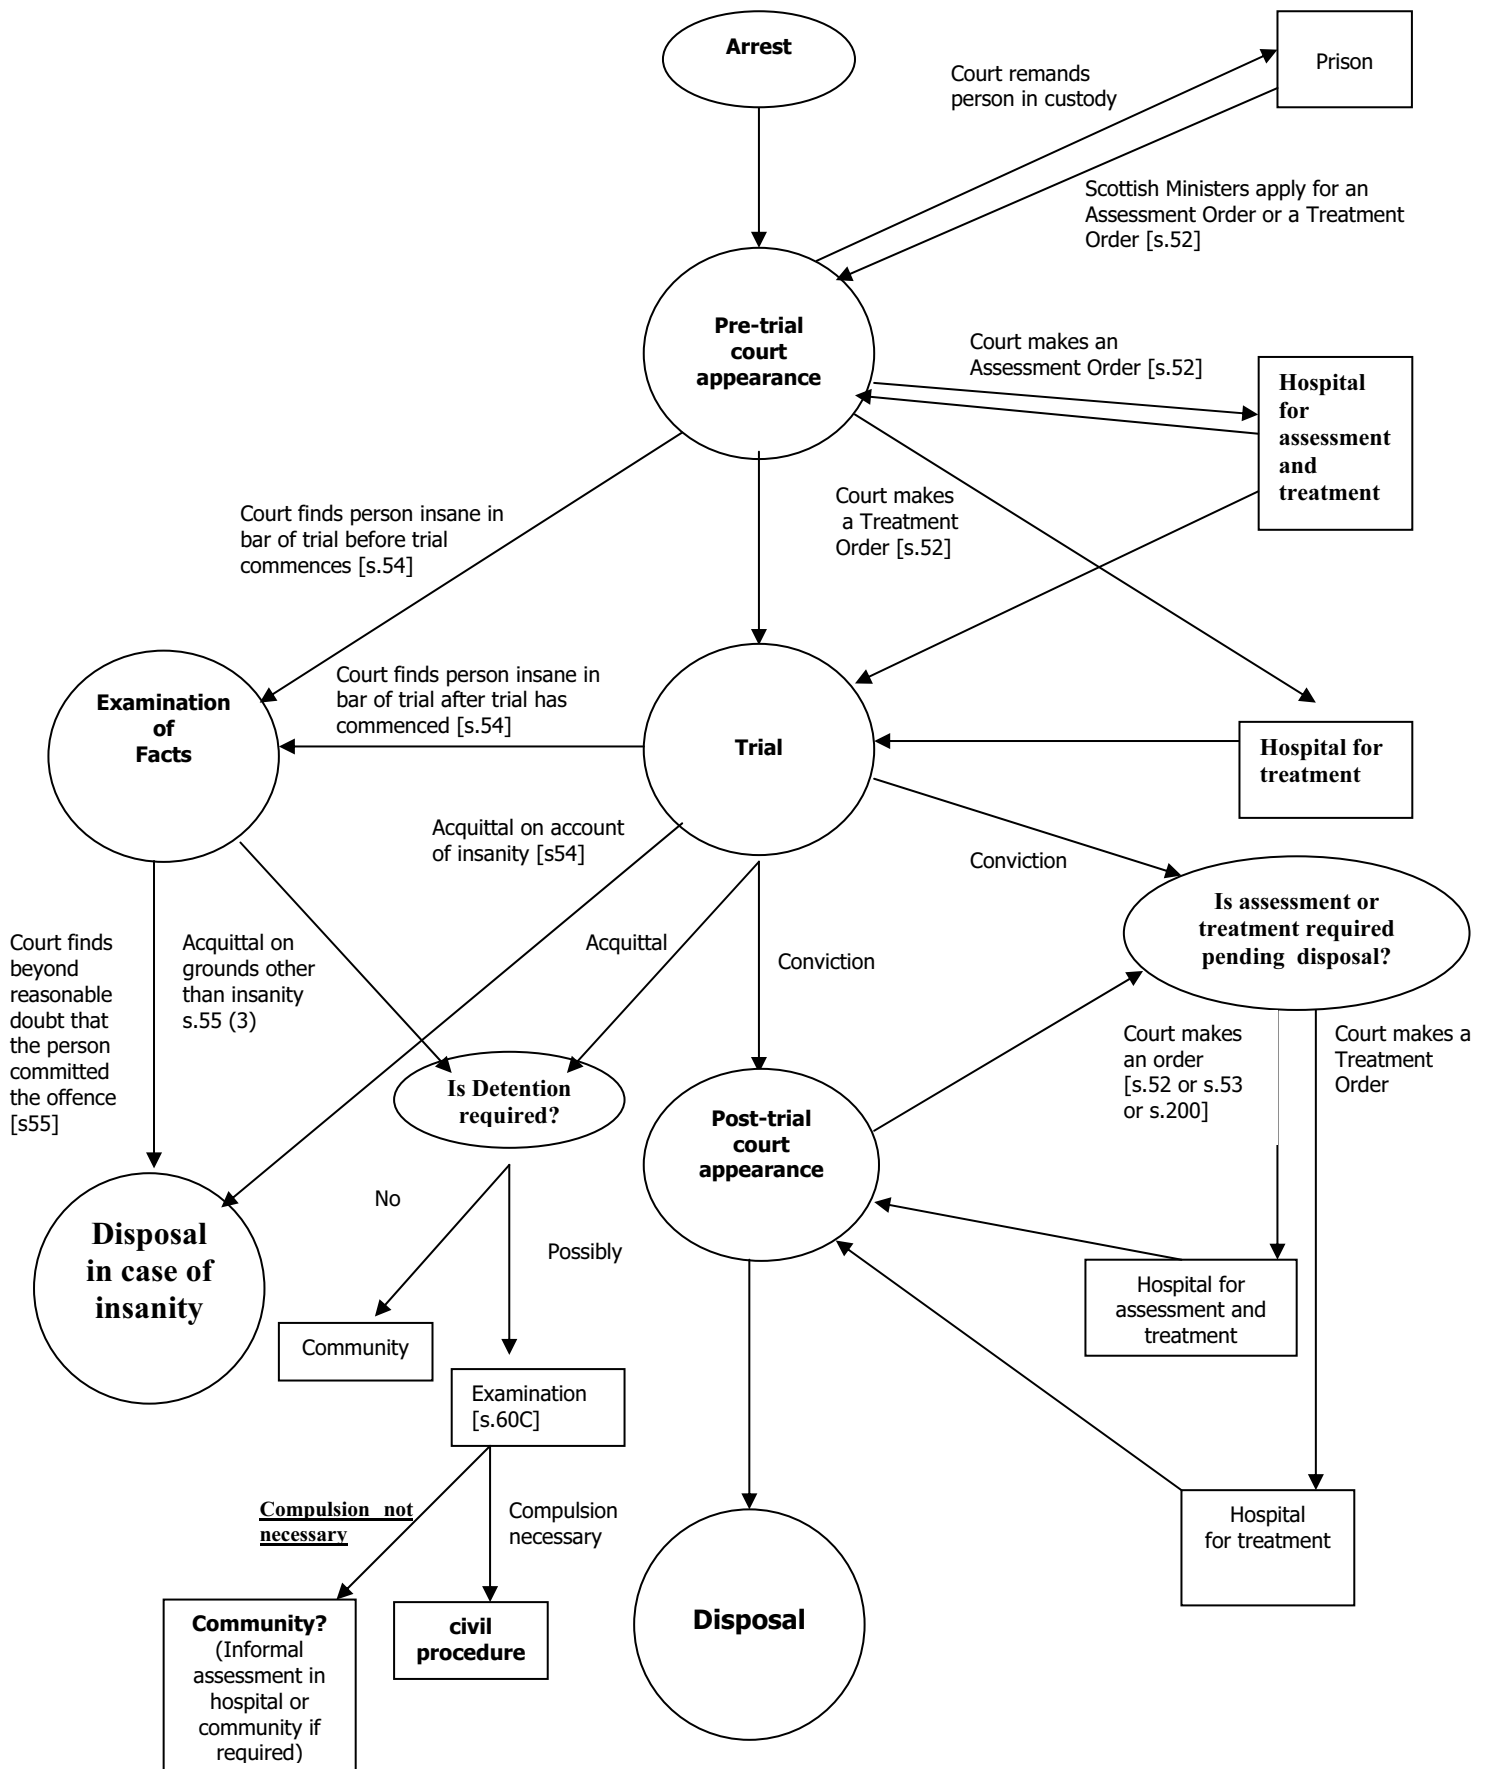 Arrest
Prison
Court remands
person in custody
Scottish Ministers apply for an
Assessment Order or a Treatment
Order [s.52]
Pre-trial
court
appearance
Court makes an
Assessment Order [s.52]
Hospital
for
assessment
and
treatment
Court makes
a Treatment
Order [s.52]
Court finds person insane in
bar of trial before trial
commences [s.54]
Court finds person insane in
bar of trial after trial has
commenced [s.54]
Examination
of
Facts
Trial
Hospital for
treatment
Acquittal on account
of insanity [s54]
Conviction
Is assessment or
treatment required
pending disposal?
Court finds
beyond
reasonable
doubt that
the person
committed
the offence
[s55]
Acquittal on
grounds other
than insanity
s.55 (3)
Acquittal
Conviction
Court makes
an order
[s.52 or s.53
or s.200]
Court makes a
Treatment
Order
Is Detention
required?
Post-trial
court
appearance
No
Possibly
Disposal
in case of
insanity
Hospital for
assessment and
treatment
Community
Examination
[s.60C]
Compulsion not
necessary
Compulsion
necessary
Hospital
for treatment
Community?
(Informal
assessment in
hospital or
community if
required)
civil
procedure
Disposal